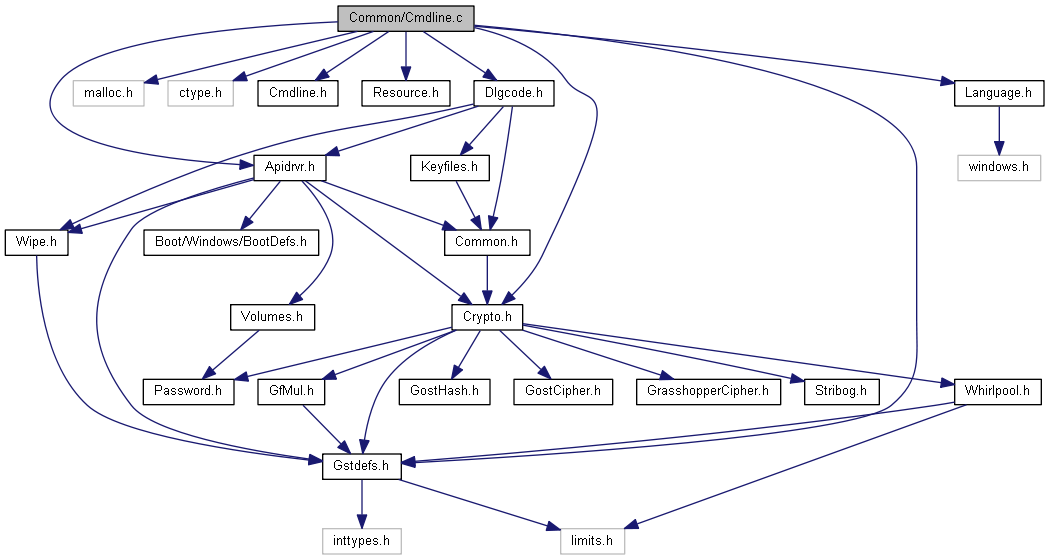 Common/Cmdline.c
malloc.h
ctype.h
Cmdline.h
Resource.h
Dlgcode.h
Language.h
Apidrvr.h
Keyfiles.h
windows.h
Wipe.h
Boot/Windows/BootDefs.h
Common.h
Volumes.h
Crypto.h
Password.h
GfMul.h
GostHash.h
GostCipher.h
GrasshopperCipher.h
Stribog.h
Whirlpool.h
Gstdefs.h
inttypes.h
limits.h